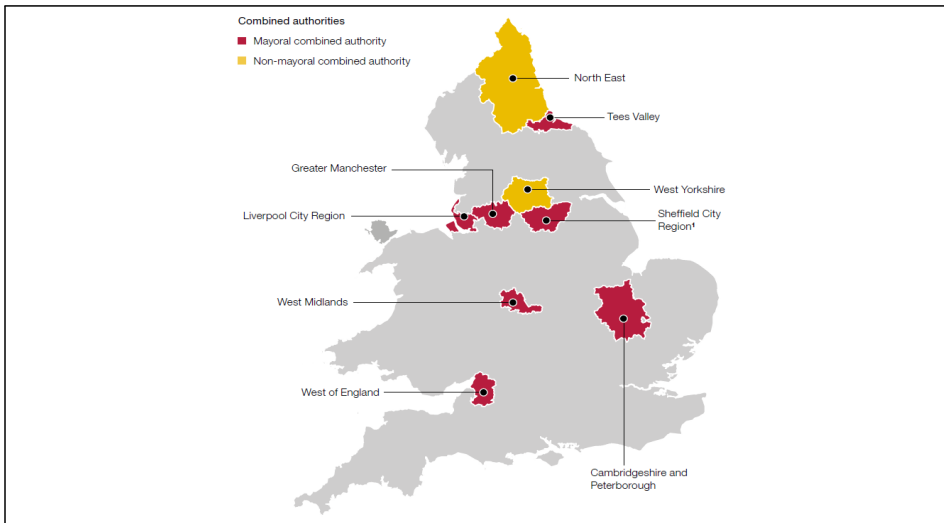 Combined authorities
Mayoral combined authority
Non-mayoral combined authority
North East
Tees Valley
Greater Manchester
West Yorkshire
Liverpool City Region
Sheffield City
Region¹
West Midlands
West of England
Cambridgeshire and
Peterborough